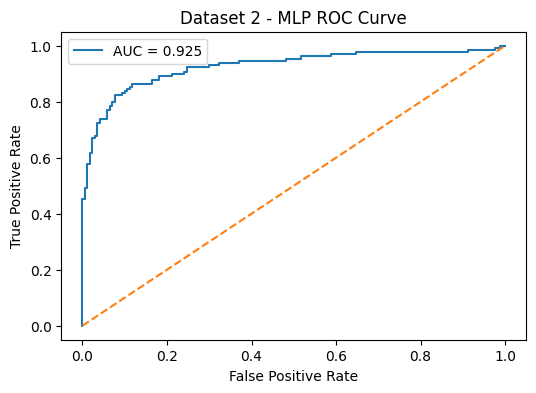 Dataset 2 - MLP ROC Curve
AUC = 0.925
True Positive Rate
1.0
0.8
0.6
0.4
0.2
0.0
0.0 0.2 0.4 0.6 0.8 1.0
False Positive Rate